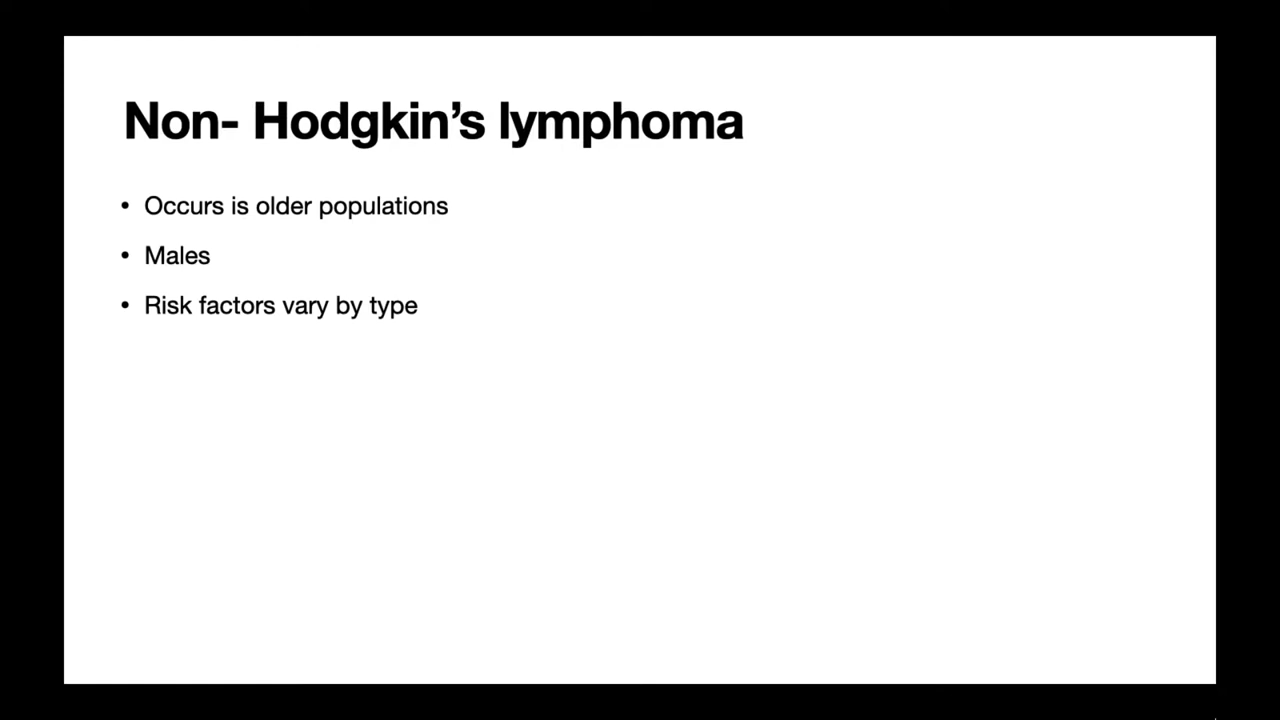 Non- Hodgkin’s lymphoma
• Occurs is older populations
• Males
• Risk factors vary by type